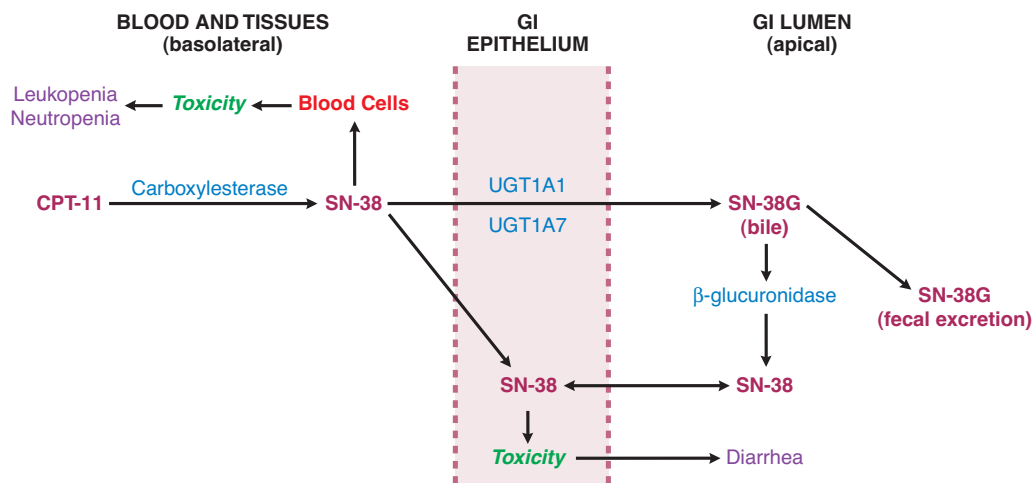 BLOOD AND TISSUES
(basolateral)
GI
EPITHELIUM
GI LUMEN
(apical)
Leukopenia
Neutropenia
Toxicity
Blood Cells
CPT-11
Carboxylesterase
SN-38
UGT1A1
UGT1A7
SN-38G
(bile)
β-glucuronidase
SN-38G
(fecal excretion)
SN-38
SN-38
Toxicity
Diarrhea